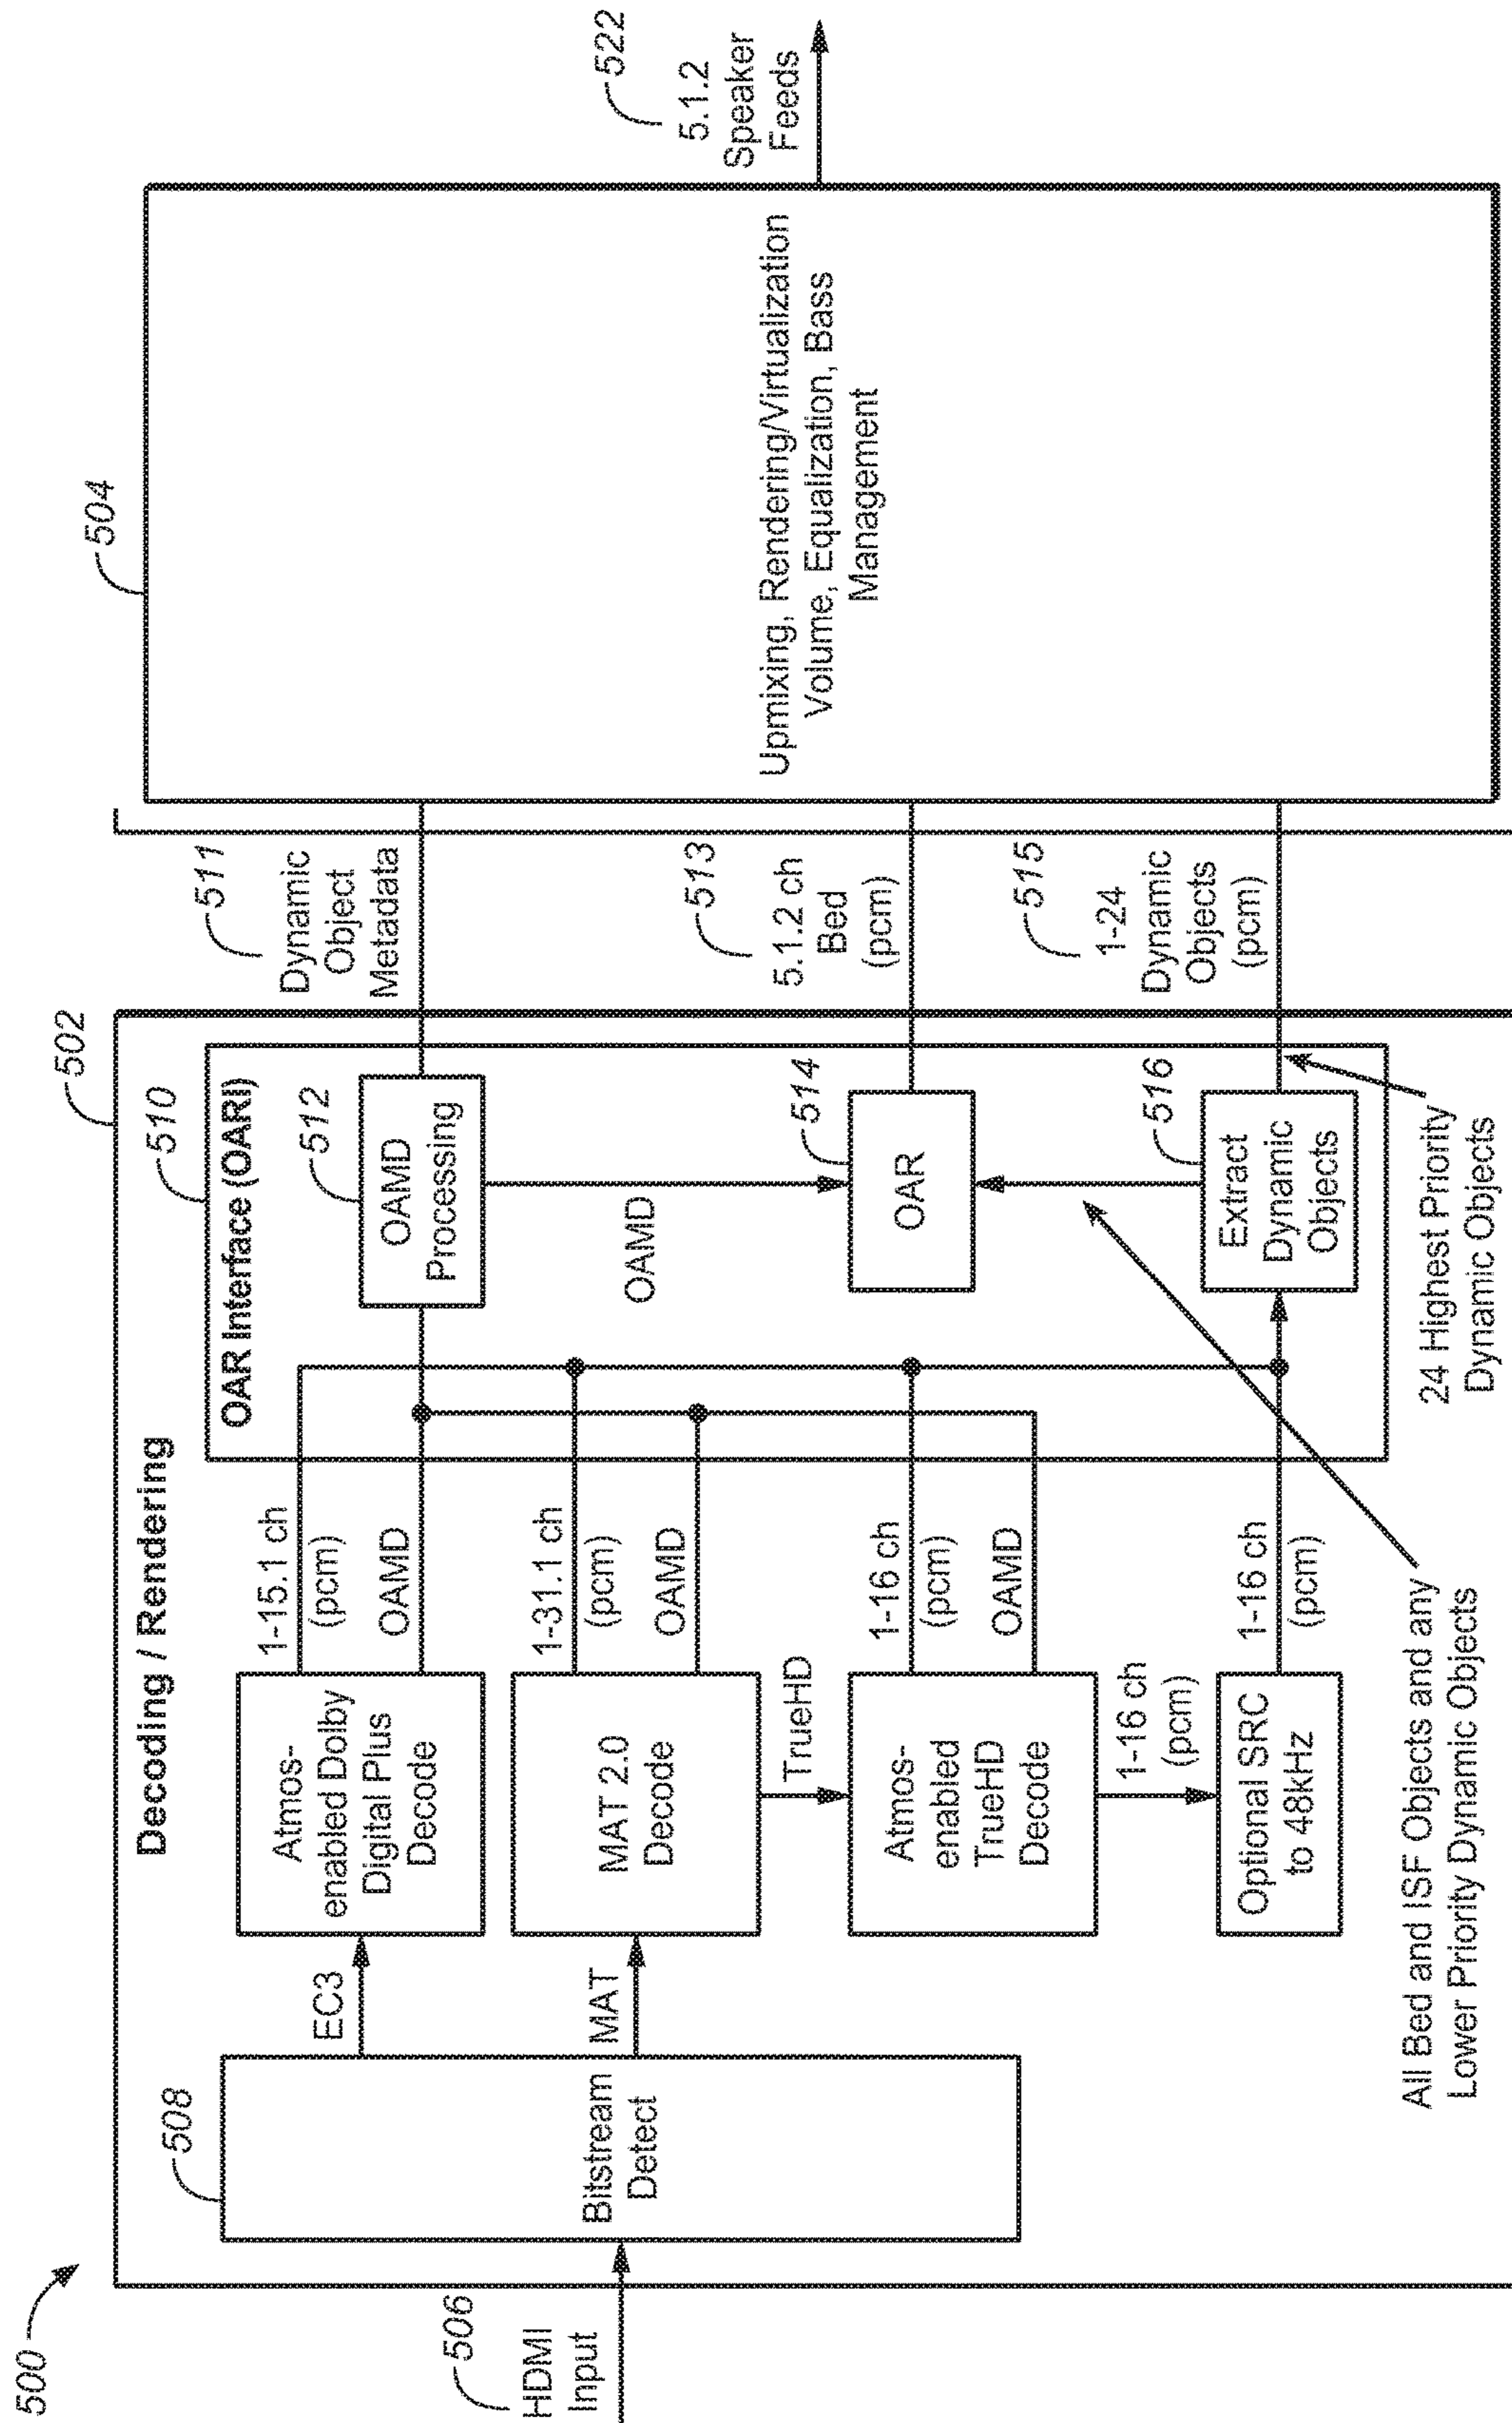 500
506
HDMI
Input
502
Decoding / Rendering
508
Bitstream
Detect
EC3
MAT
Atmos-
enabled Dolby
Digital Plus
Decode
MAT 2.0
Decode
TrueHD
Atmos-
enabled
TrueHD
Decode
1-16 ch
(pcm)
Optional SRC
to 48kHz
1-15.1 ch
(pcm)
OAMD
1-31.1 ch
(pcm)
OAMD
1-16 ch
(pcm)
OAMD
1-16 ch
(pcm)
510
OAR Interface (OARI)
512
OAMD
Processing
OAMD
514
OAR
516
Extract
Dynamic
Objects
All Bed and ISF Objects and any
Lower Priority Dynamic Objects
24 Highest Priority
Dynamic Objects
511
Dynamic
Object
Metadata
513
5.1.2 ch
Bed
(pcm)
515
1-24
Dynamic
Objects
(pcm)
504
Upmixing, Rendering/Virtualization
Volume, Equalization, Bass
Management
522
5.1.2
Speaker
Feeds